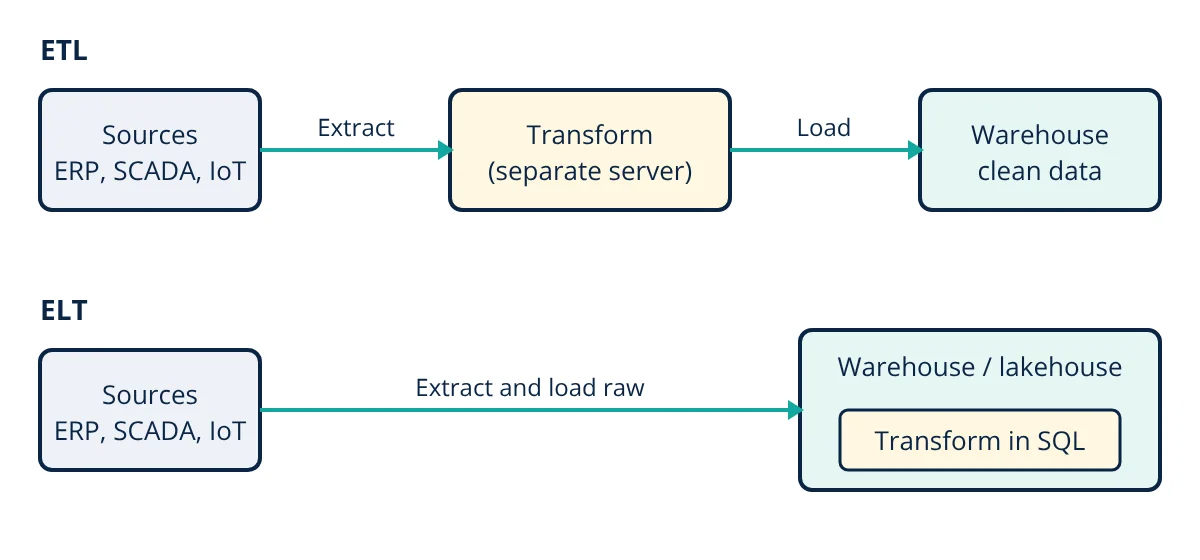 ETL
Sources
ERP, SCADA, IoT
Extract
Transform
(separate server)
Load
Warehouse
clean data
ELT
Sources
ERP, SCADA, IoT
Extract and load raw
Warehouse / lakehouse
Transform in SQL